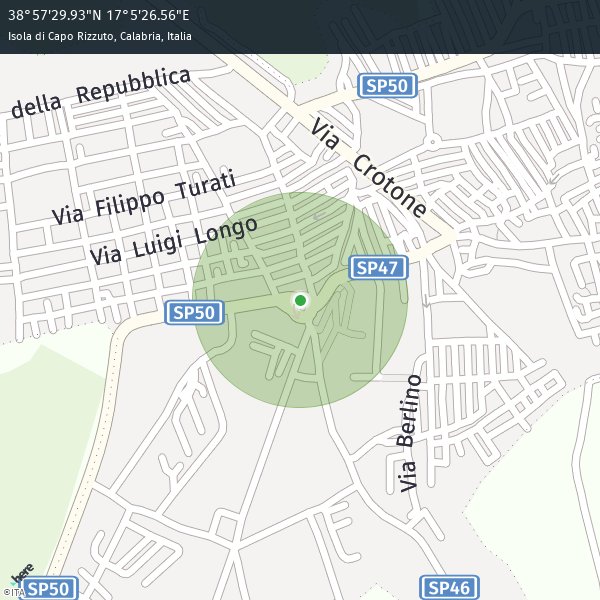 38°57'29.93"N 17°5'26.56"E
Isola di Capo Rizzuto, Calabria, Italia
della Repubblica
SP50
Via Crotone
Via Filippo Turati
Via Luigi Longo
SP47
SP50
Via Berlino
here
©ITA
SP50
SP46